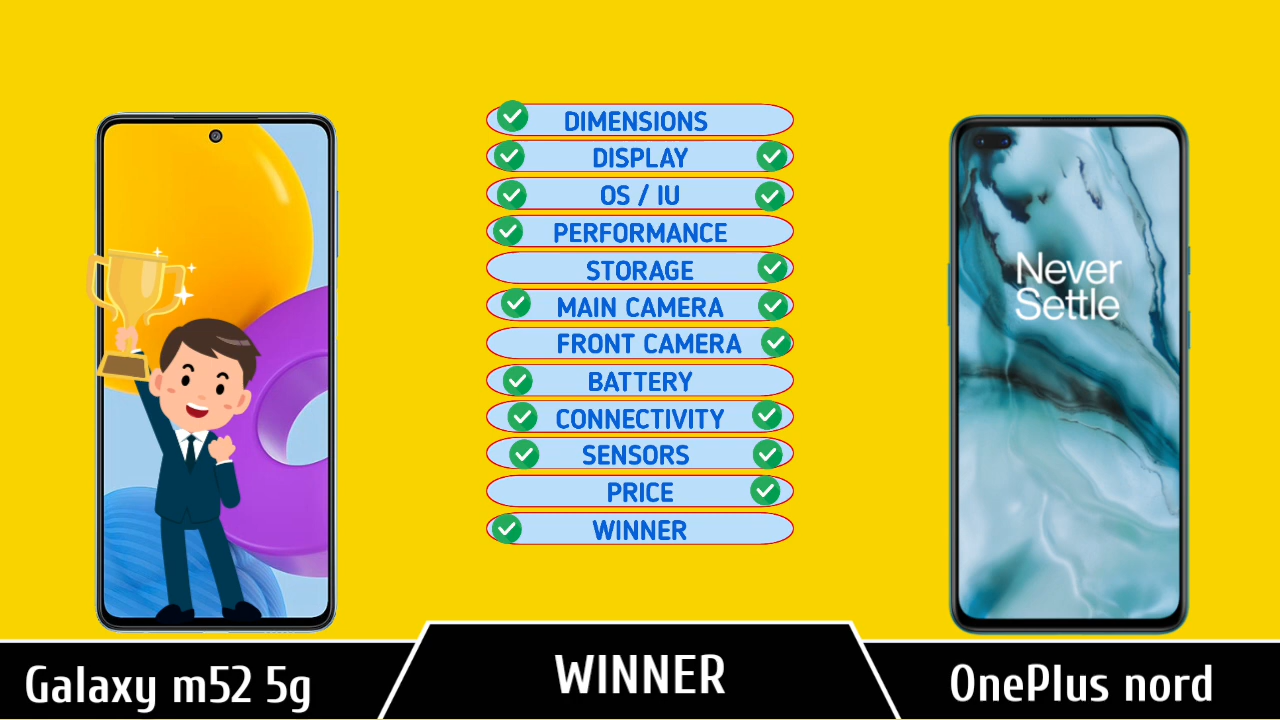 DIMENSIONS
DISPLAY
OS / IU
PERFORMANCE
STORAGE
MAIN CAMERA
FRONT CAMERA
BATTERY
CONNECTIVITY
SENSORS
PRICE
WINNER
Never
Settle
Galaxy m52 5g
WINNER
OnePlus nord